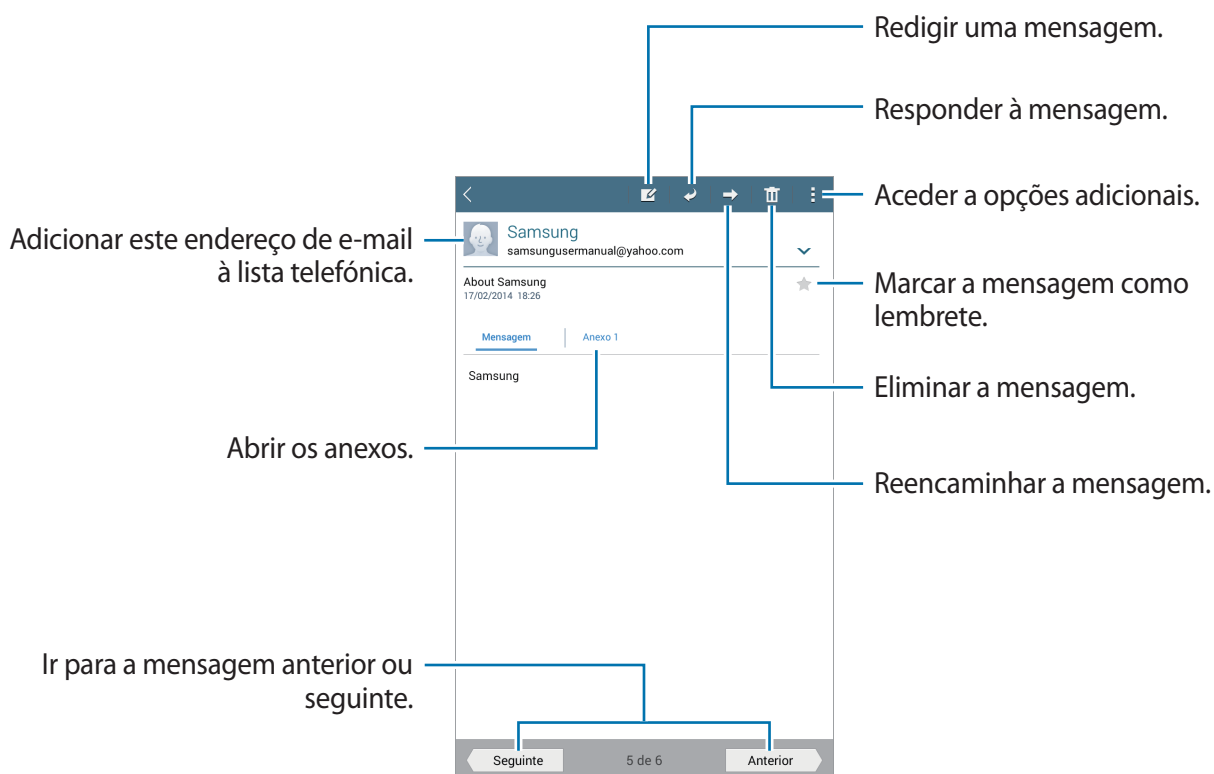 Redigir uma mensagem.
Responder à mensagem.
Aceder a opções adicionais.
Adicionar este endereço de e-mail
à lista telefónica.
Samsung
samsungusermanual@yahoo.com
About Samsung
17/02/2014 18:26
Marcar a mensagem como
lembrete.
Mensagem
Anexo 1
Samsung
Eliminar a mensagem.
Abrir os anexos.
Reencaminhar a mensagem.
Ir para a mensagem anterior ou
seguinte.
Seguinte
5 de 6
Anterior